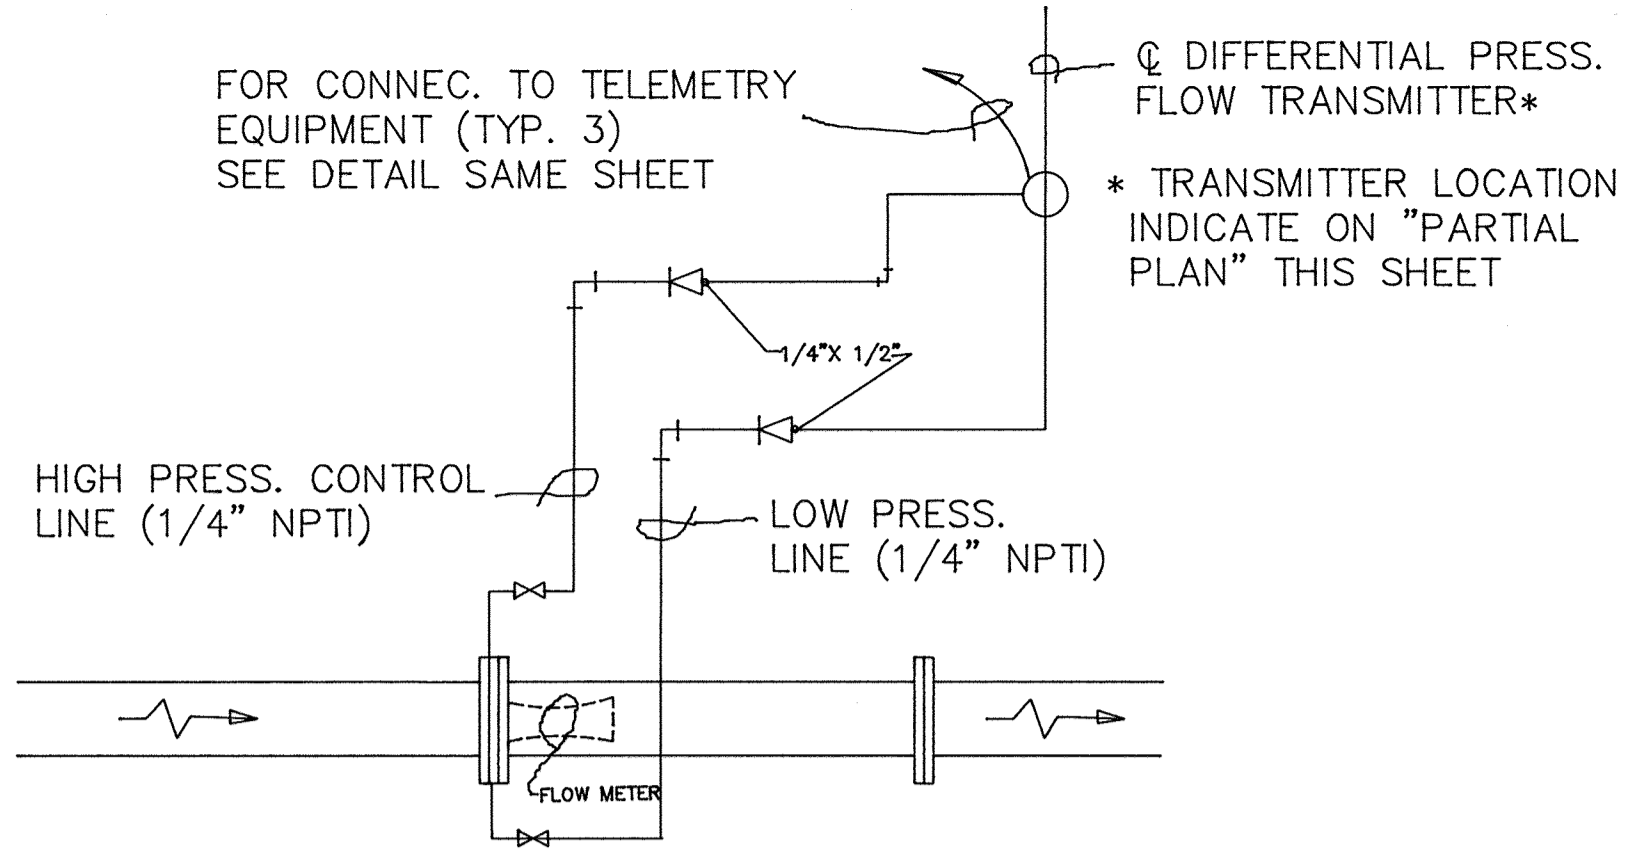 FOR CONNEC. TO TELEMETRY
EQUIPMENT (TYP. 3)
SEE DETAIL SAME SHEET
℄ DIFFERENTIAL PRESS.
FLOW TRANSMITTER*
* TRANSMITTER LOCATION
INDICATE ON "PARTIAL
PLAN" THIS SHEET
1/4"X 1/2"
HIGH PRESS. CONTROL
LINE (1/4" NPTI)
LOW PRESS.
LINE (1/4" NPTI)
FLOW METER